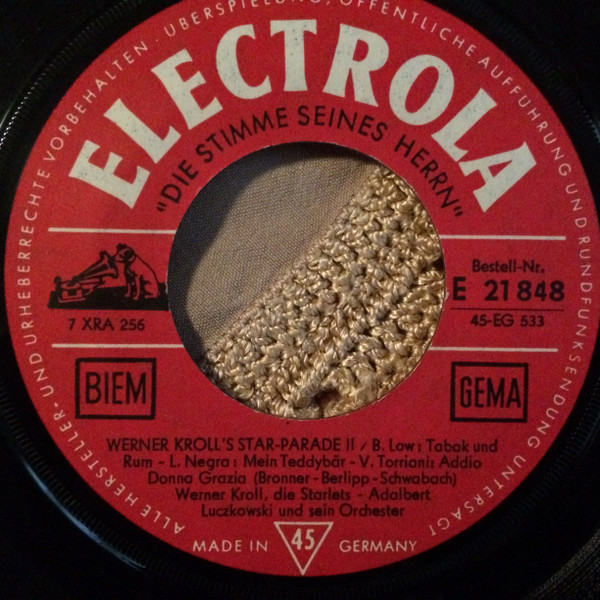 ALLE HERSTELLER- UND URHEBERRECHTE VORBEHALTEN. ÜBERSPIELUNG, ÖFFENTLICHE AUFFÜHRUNG UND RUNDFUNKSENDUNG UNTERSAGT
ELECTROLA
"DIE STIMME SEINES HERRN"
Bestell-Nr.
E 21 848
7 XRA 256
45-EG 533
BIEM
GEMA
WERNER KROLL'S STAR-PARADE II / B. Low: Tabak und
Rum - L. Negra: Mein Teddybär - V. Torriani: Addio
Donna Grazia (Bronner-Berlipp-Schwabach)
Werner Kroll, die Starlets - Adalbert
Luczkowski und sein Orchester
MADE IN 45 GERMANY